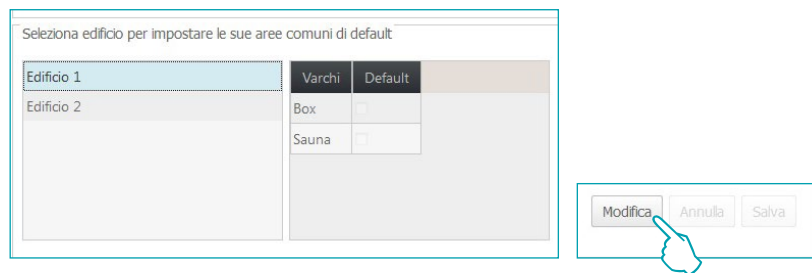 Seleziona edificio per impostare le sue aree comuni di default
Edificio 1
Edificio 2
Varchi Default
Box
Sauna
Modifica Annulla Salva